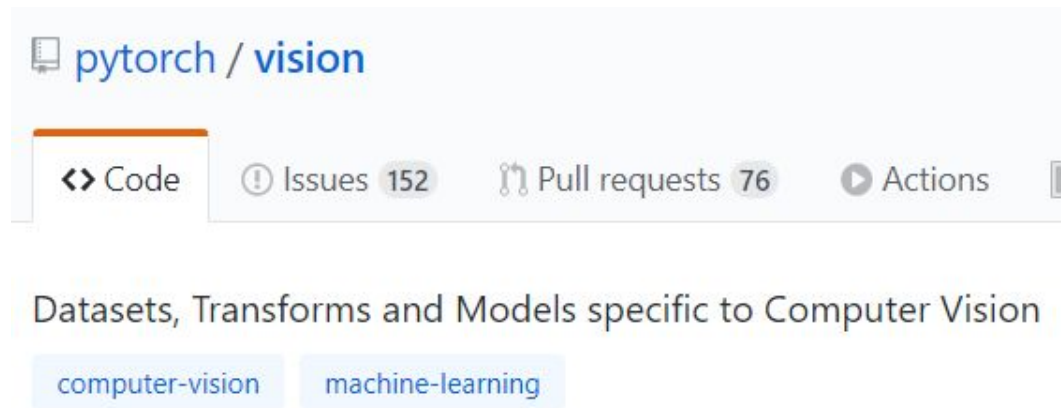 pytorch / vision
<> Code Issues 152 Pull requests 76 Actions
Datasets, Transforms and Models specific to Computer Vision
computer-vision machine-learning